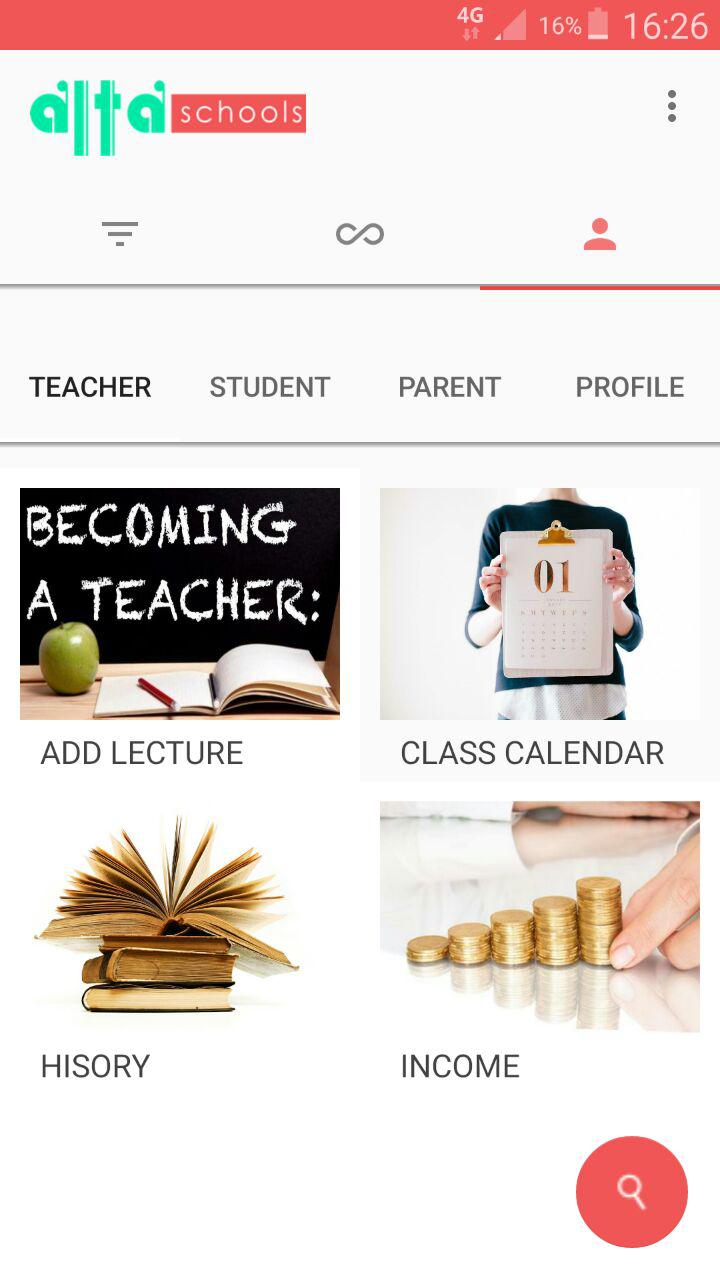 4G 16% 16:26
alta schools
TEACHER STUDENT PARENT PROFILE
BECOMING
A TEACHER:
01
S M T W T F S
ADD LECTURE CLASS CALENDAR
HISORY INCOME